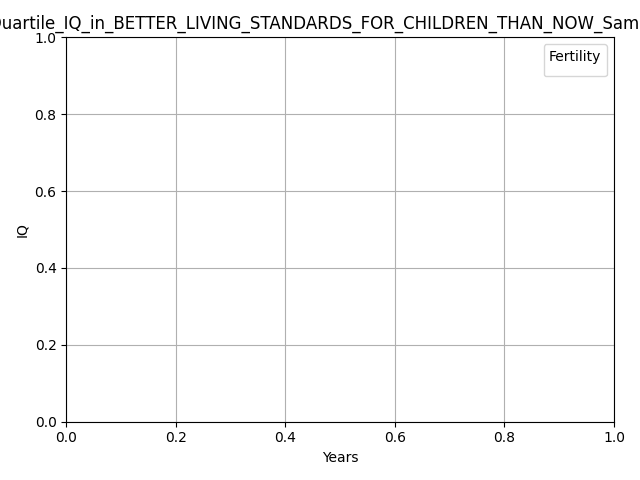 uartile_IQ_in_BETTER_LIVING_STANDARDS_FOR_CHILDREN_THAN_NOW_Sam
Fertility
1.0
0.8
0.6
0.4
0.2
0.0
IQ
0.0 0.2 0.4 0.6 0.8 1.0
Years